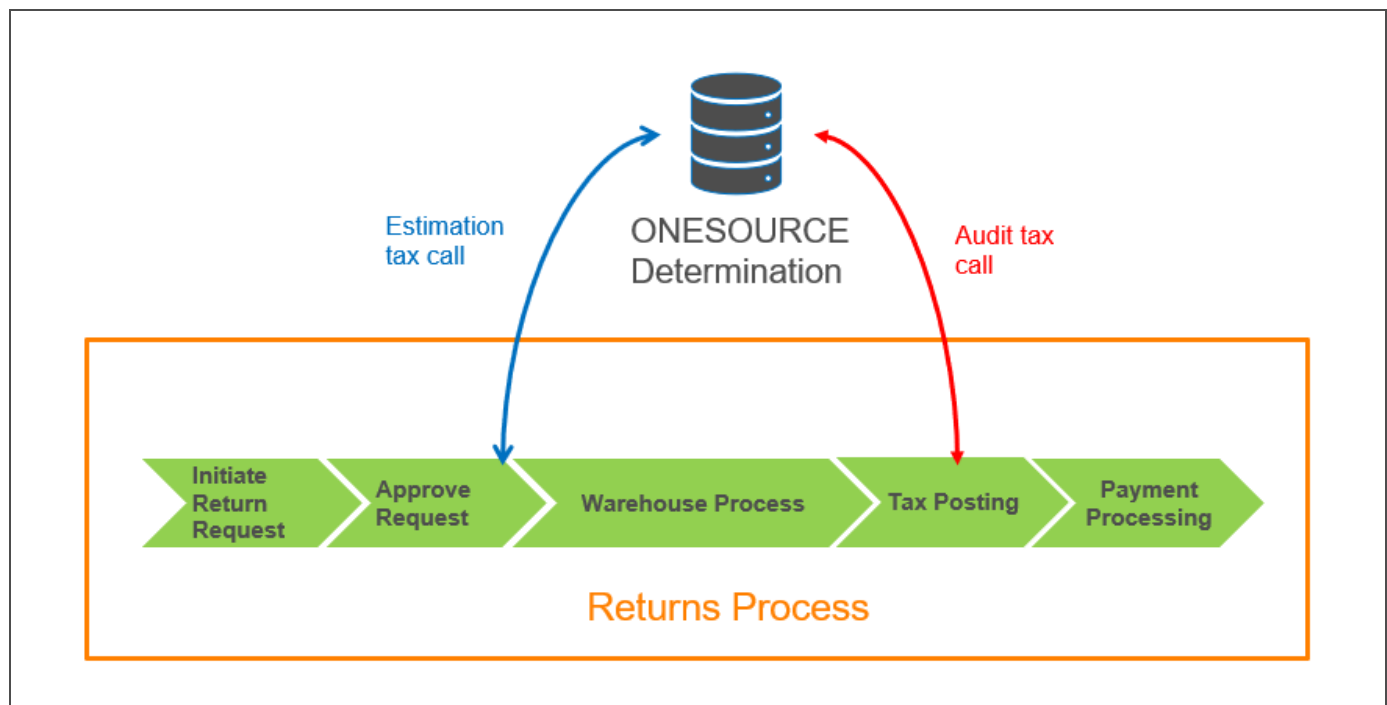 Estimation
tax call
ONESOURCE
Determination
Audit tax
call
Initiate
Return
Request
Approve
Request
Warehouse Process
Tax Posting
Payment
Processing
Returns Process